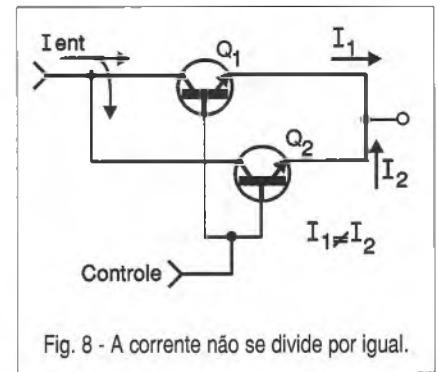 I ent
Q1
I1
Q2
I2
I1≠I2
Controle
Fig. 8 - A corrente não se divide por igual.